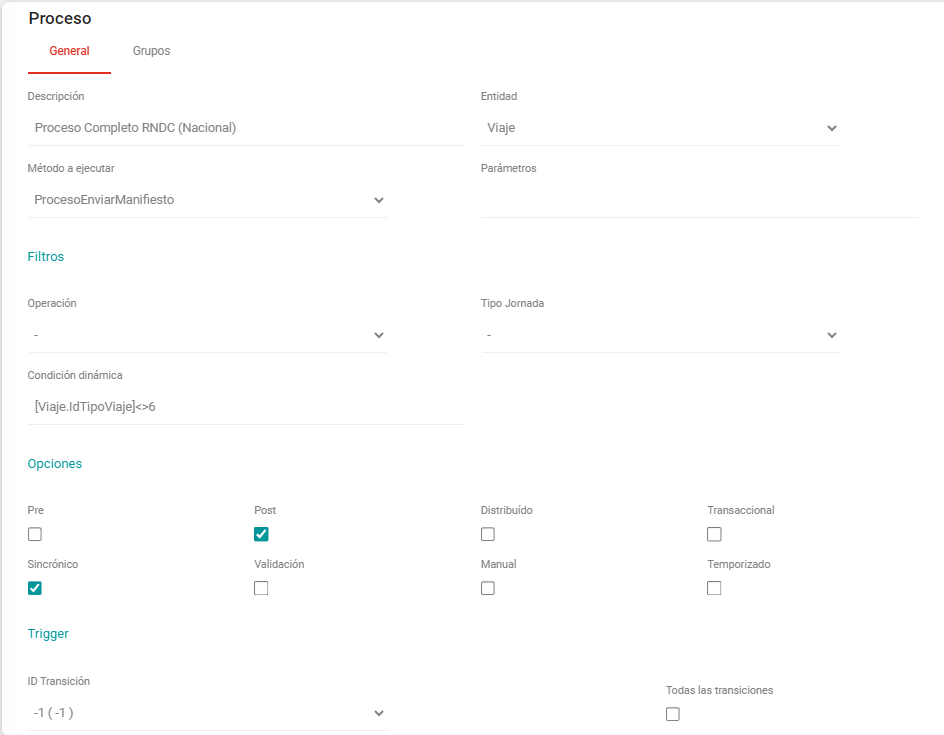 Proceso
General Grupos
Descripción Entidad
Proceso Completo RNDC (Nacional) Viaje
Método a ejecutar Parámetros
ProcesoEnviarManifiesto
Filtros
Operación Tipo Jornada
- -
Condición dinámica
[Viaje.IdTipoViaje]<>6
Opciones
Pre Post Distribuído Transaccional
Sincrónico Validación Manual Temporizado
Trigger
ID Transición Todas las transiciones
-1 ( -1 )